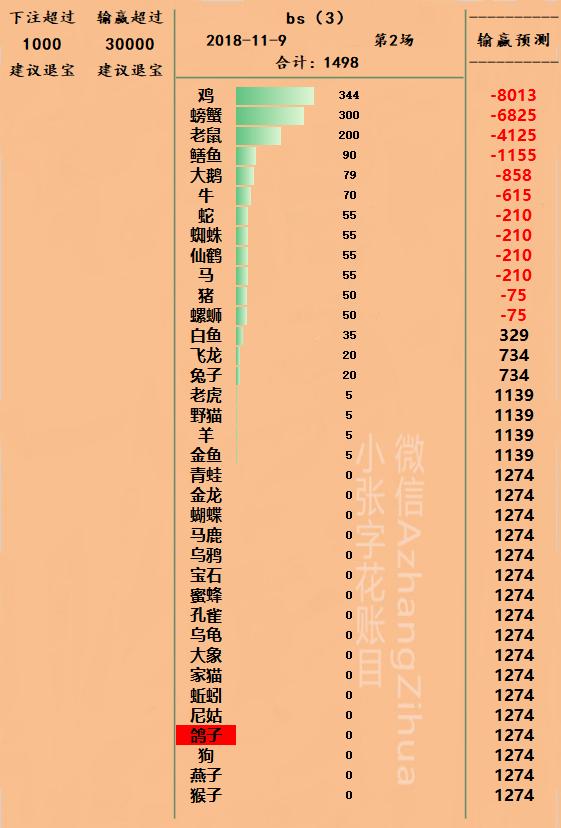 下注超过 输赢超过
1000 30000
建议退宝 建议退宝
bs（3）
2018-11-9 第2场
合计：1498
输赢预测
鸡 344 -8013
螃蟹 300 -6825
老鼠 200 -4125
鳝鱼 90 -1155
大鹅 79 -858
牛 70 -615
蛇 55 -210
蜘蛛 55 -210
仙鹤 55 -210
马 55 -210
猪 50 -75
螺蛳 50 -75
白鱼 35 329
飞龙 20 734
兔子 20 734
老虎 5 1139
野猫 5 1139
羊 5 1139
金鱼 5 1139
青蛙 0 1274
金龙 0 1274
蝴蝶 0 1274
马鹿 0 1274
乌鸦 0 1274
宝石 0 1274
蜜蜂 0 1274
孔雀 0 1274
乌龟 0 1274
大象 0 1274
家猫 0 1274
蚯蚓 0 1274
尼姑 0 1274
鸽子 0 1274
狗 0 1274
燕子 0 1274
猴子 0 1274
微信AzhangZihua
小张字花账目